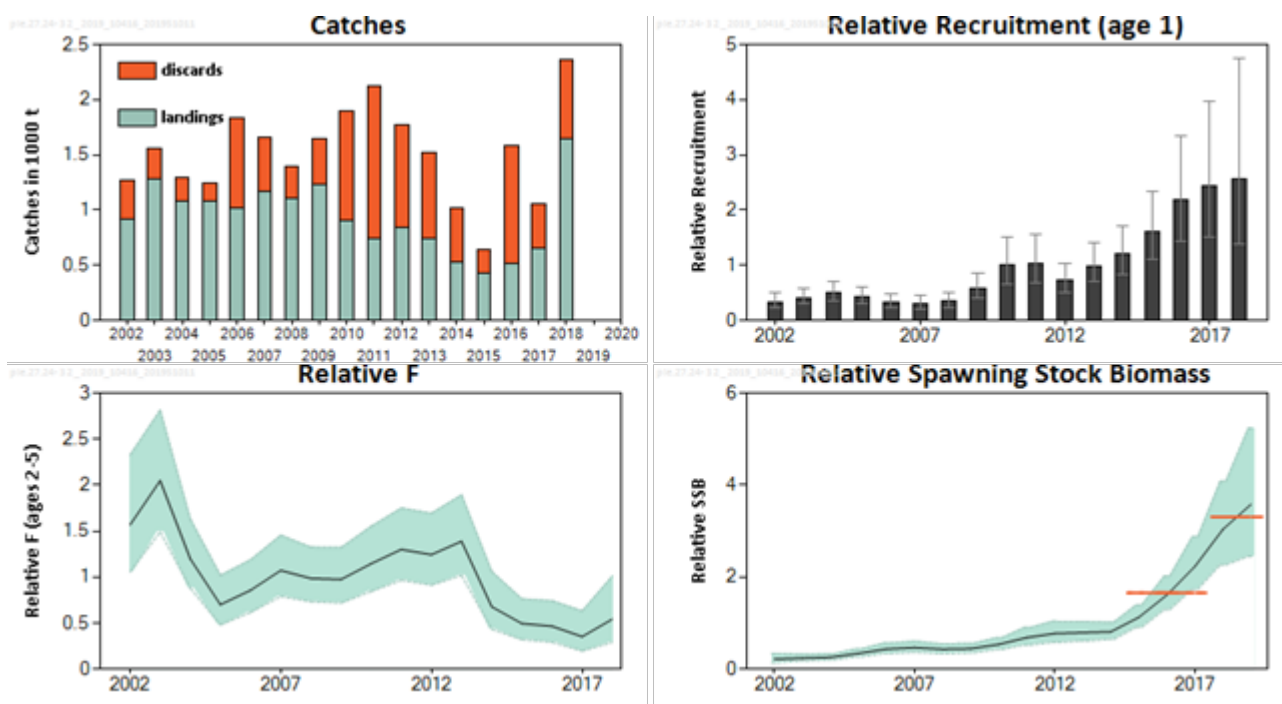 Catches
2.5
2
1.5
1
0.5
0
Catches in 1000 t
discards
landings
2002 2004 2006 2008 2010 2012 2014 2016 2018 2020
2003 2005 2007 2009 2011 2013 2015 2017 2019
Relative Recruitment (age 1)
5
4
3
2
1
0
Relative Recruitment
2002 2007 2012 2017
Relative F
3
2.5
2
1.5
1
0.5
0
Relative F (ages 2-5)
2002 2007 2012 2017
Relative Spawning Stock Biomass
6
4
2
0
Relative SSB
2002 2007 2012 2017